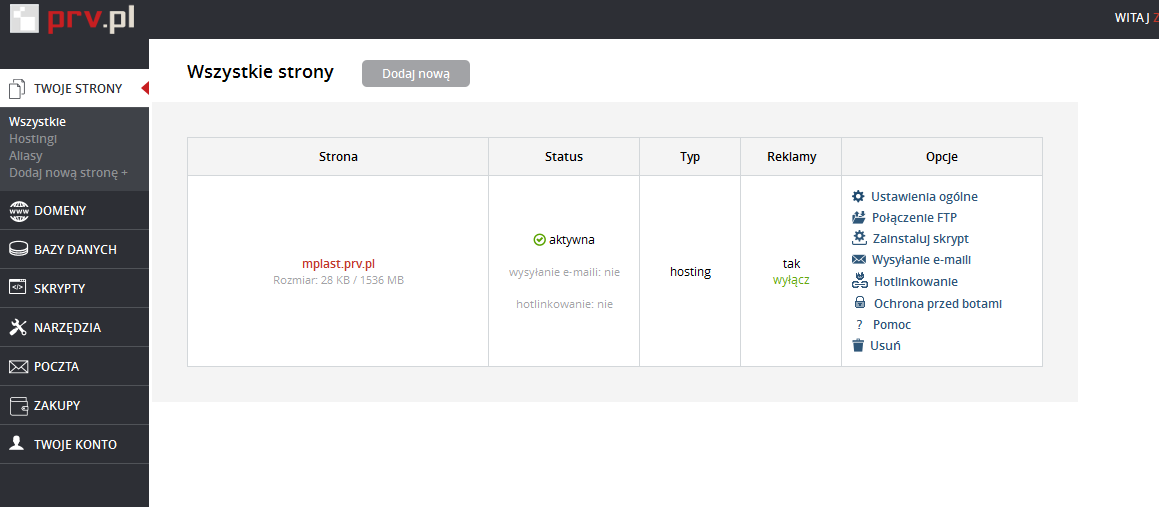 prv.pl
WITAJ Z
TWOJE STRONY
Wszystkie
Hostingi
Aliasy
Dodaj nową stronę +
DOMENY
BAZY DANYCH
SKRYPTY
NARZĘDZIA
POCZTA
ZAKUPY
TWOJE KONTO
Wszystkie strony
Dodaj nową
Strona Status Typ Reklamy Opcje
mplast.prv.pl
Rozmiar: 28 KB / 1536 MB
aktywna
wysyłanie e-maili: nie
hotlinkowanie: nie
hosting
tak
wyłącz
Ustawienia ogólne
Połączenie FTP
Zainstaluj skrypt
Wysyłanie e-maili
Hotlinkowanie
Ochrona przed botami
? Pomoc
Usuń